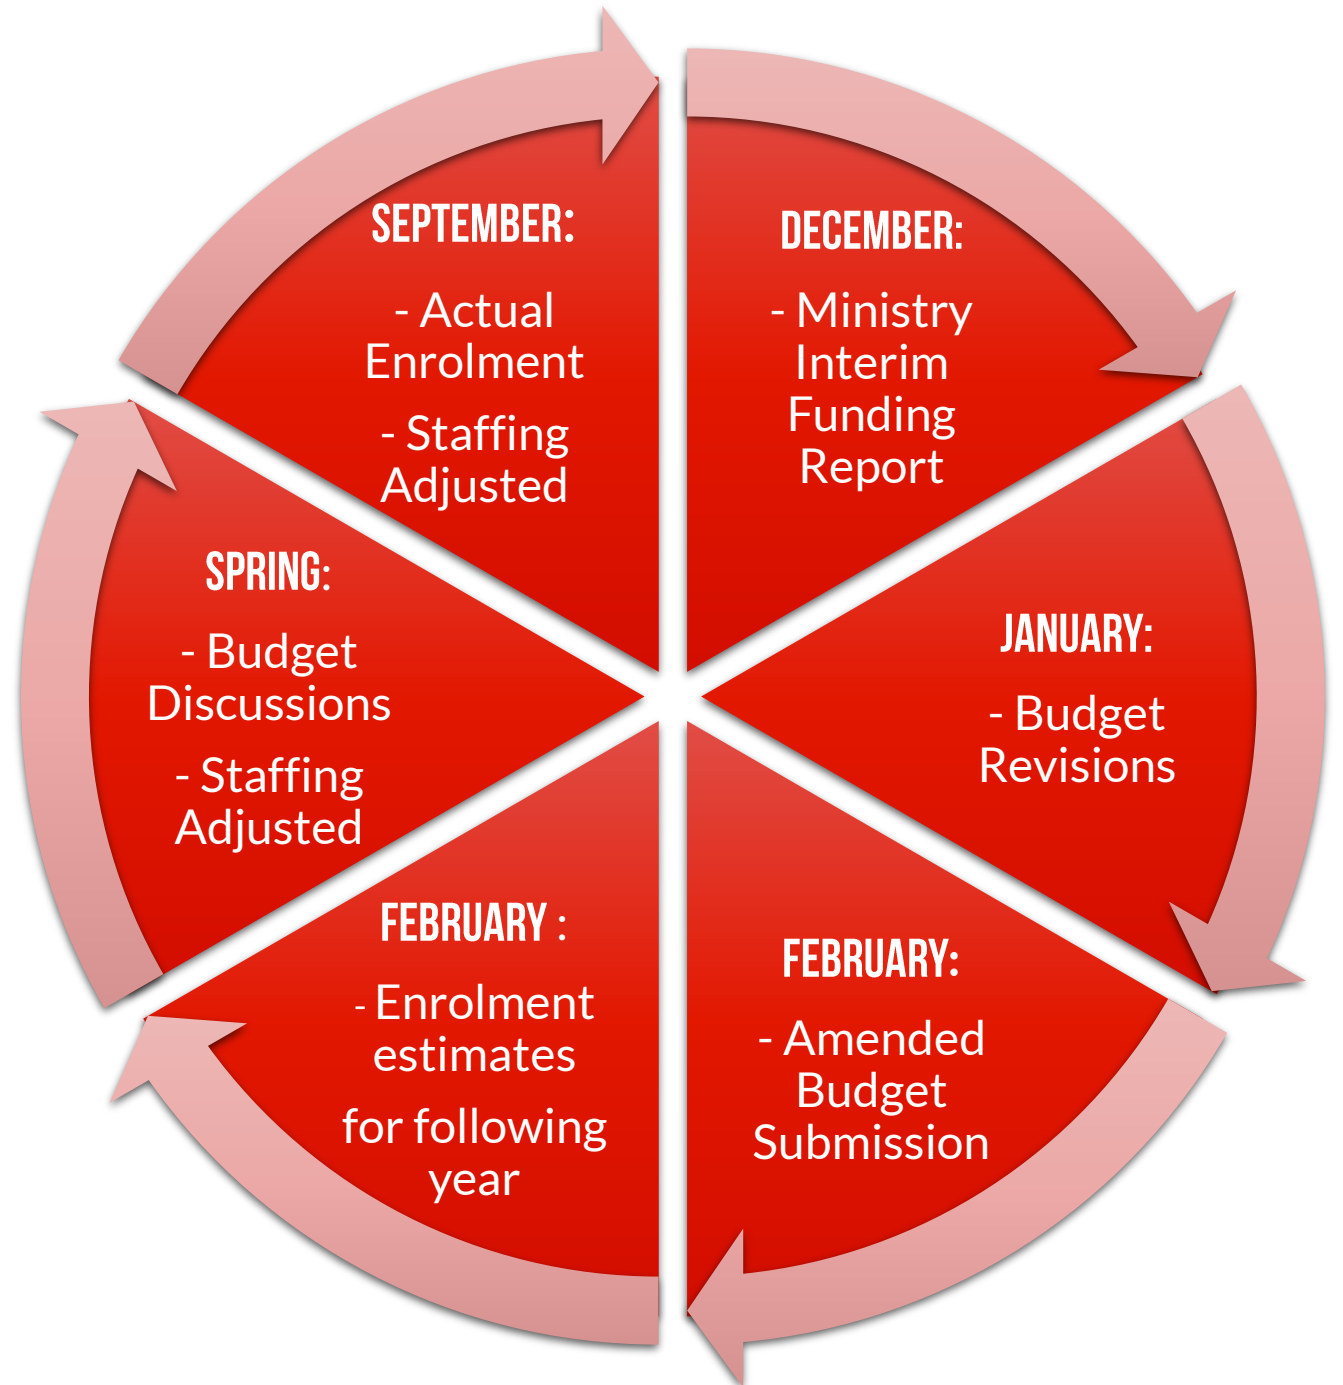 SEPTEMBER:
- Actual
Enrolment
- Staffing
Adjusted
DECEMBER:
- Ministry
Interim
Funding
Report
JANUARY:
- Budget
Revisions
FEBRUARY:
- Amended
Budget
Submission
FEBRUARY :
- Enrolment
estimates
for following
year
SPRING:
- Budget
Discussions
- Staffing
Adjusted